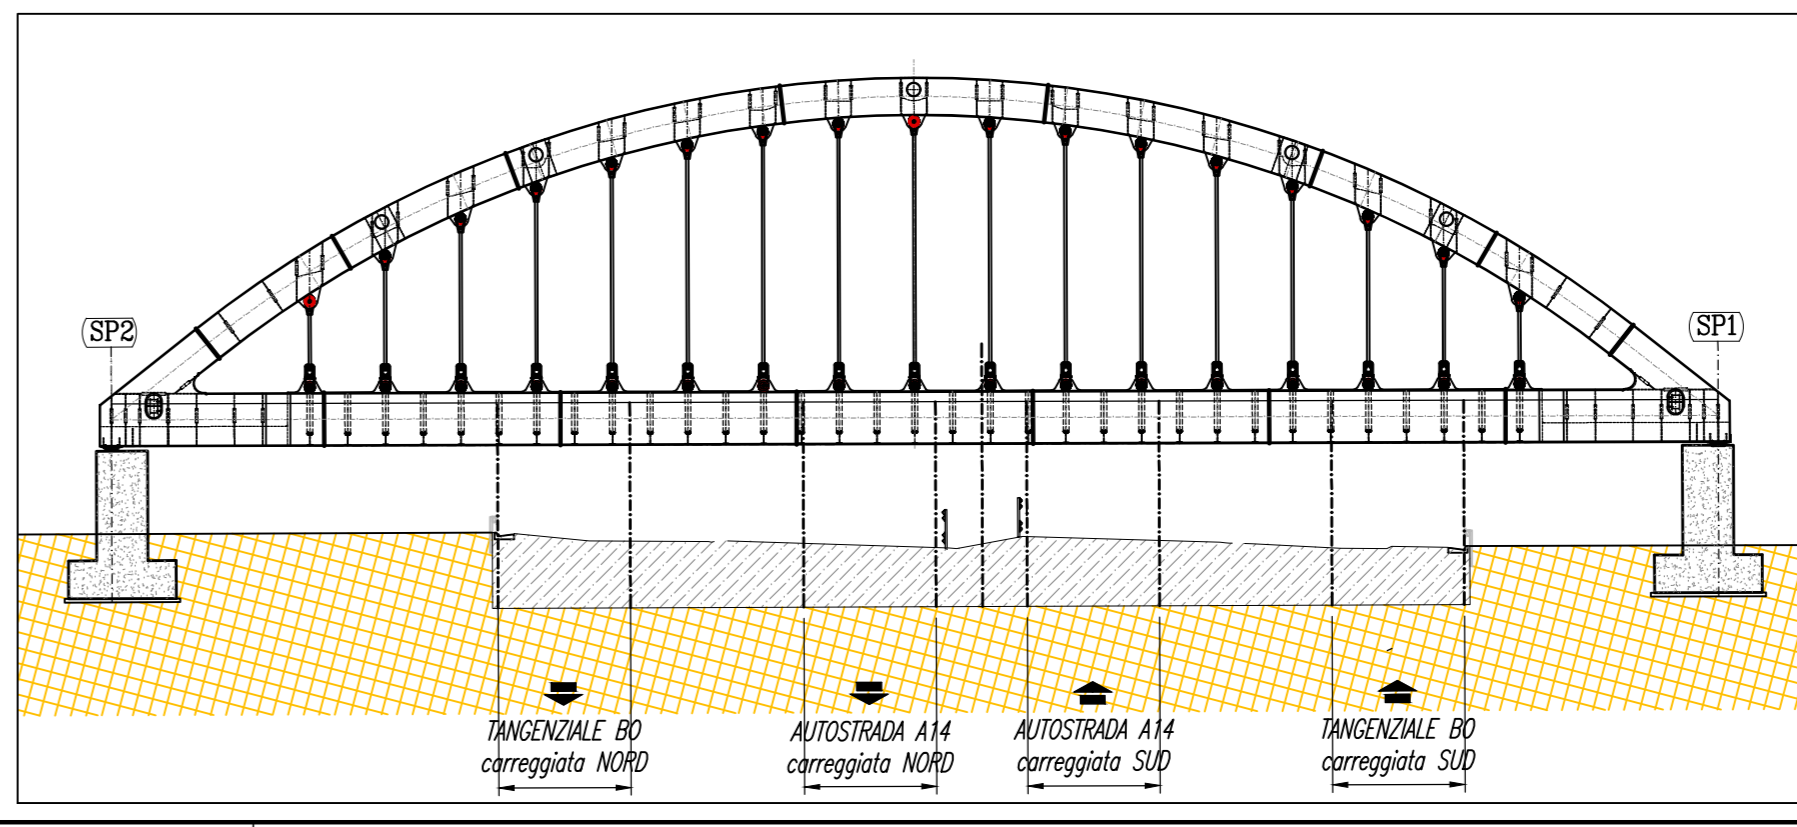 SP2
SP1
TANGENZIALE BO
carreggiata NORD
AUTOSTRADA A14
carreggiata NORD
AUTOSTRADA A14
carreggiata SUD
TANGENZIALE BO
carreggiata SUD